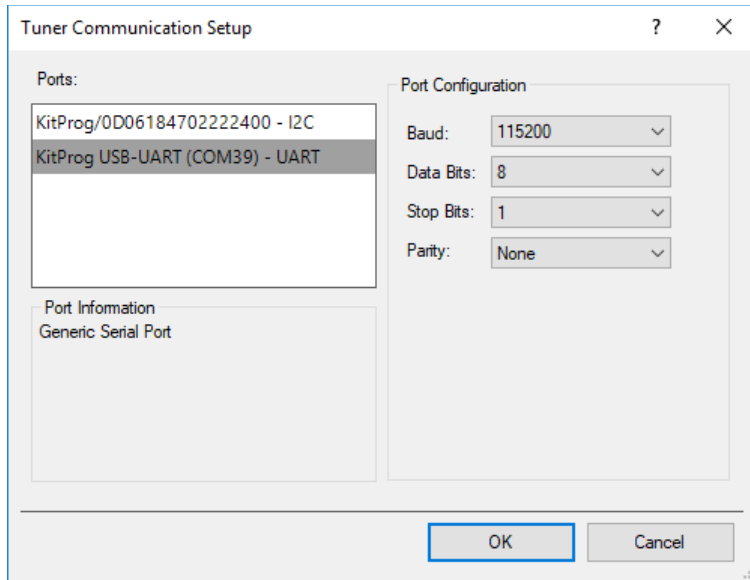 Tuner Communication Setup
?
Ports:
KitProg/0D06184702222400 - I2C
KitProg USB-UART (COM39) - UART
Port Information
Generic Serial Port
Port Configuration
Baud: 115200
Data Bits: 8
Stop Bits: 1
Parity: None
OK
Cancel